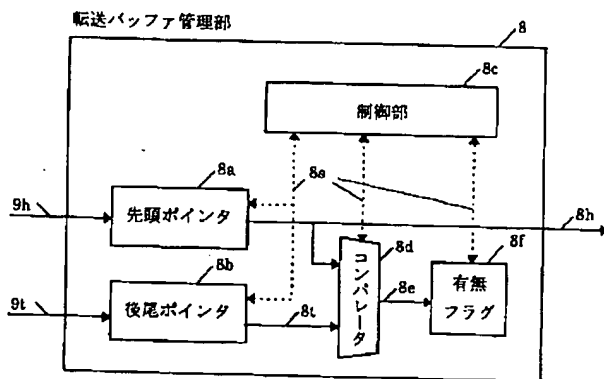 転送バッファ管理部
8
8c
制御部
8a
8s
9h
先頭ポインタ
8h
8d
8f
8b
コンパレータ
有無
フラグ
8e
9t
後尾ポインタ
8t